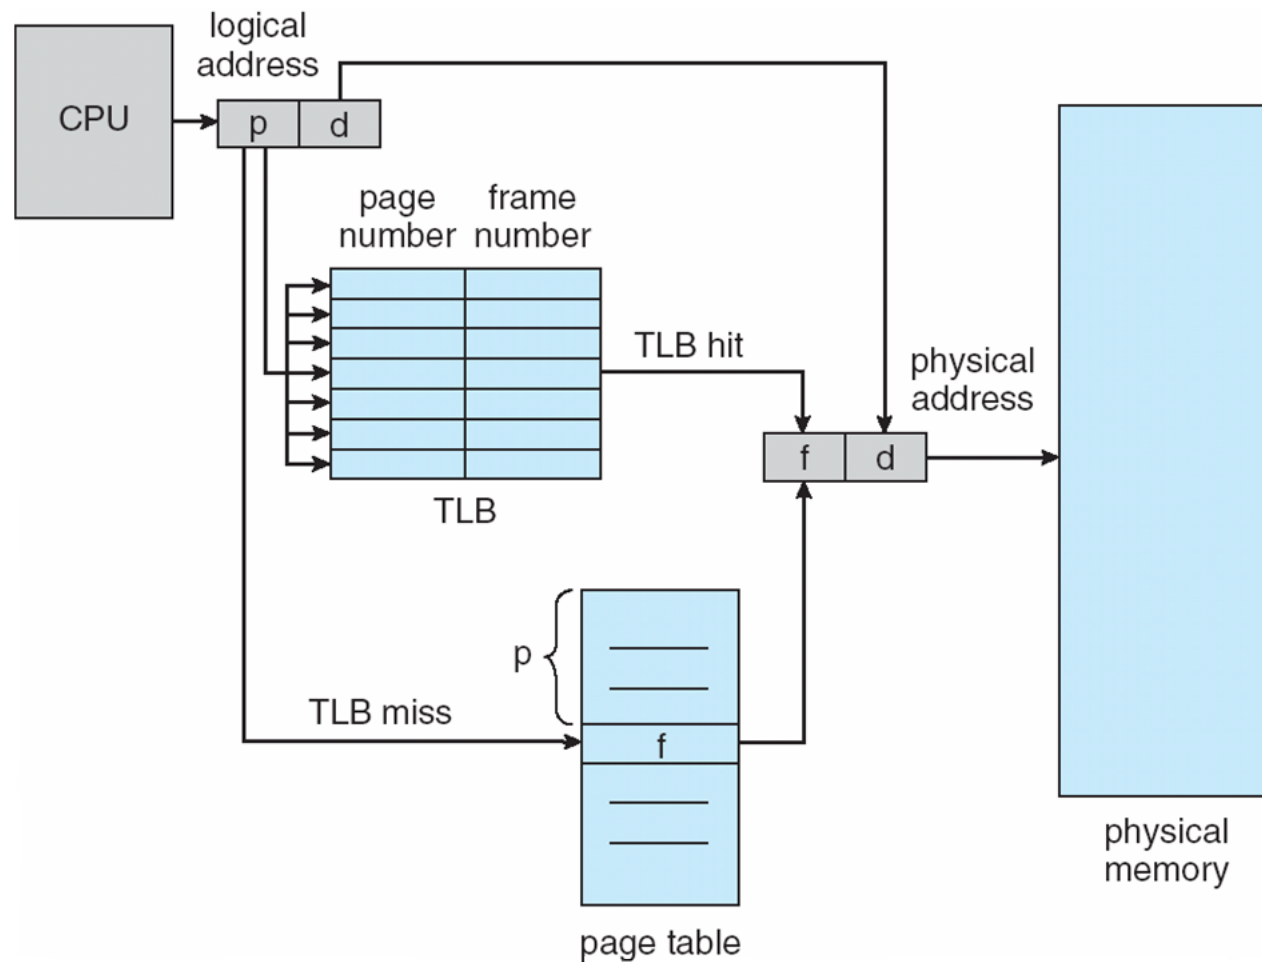 logical
address
CPU
p
d
page
number
frame
number
TLB hit
physical
address
f
d
TLB
p
TLB miss
f
physical
memory
page table